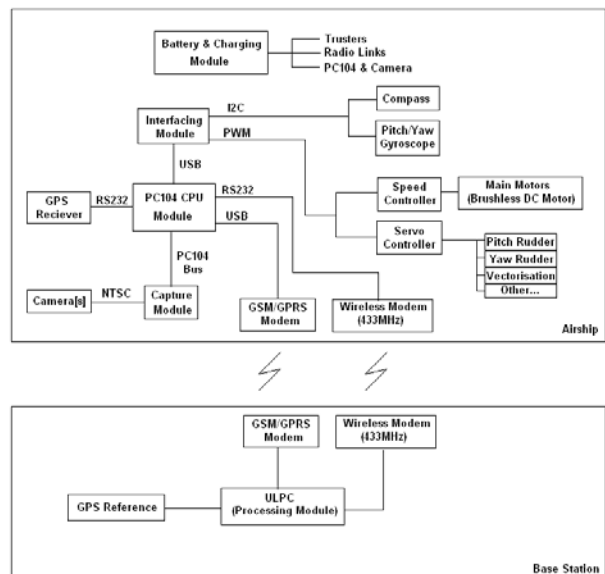 Battery & Charging
Module
Trusters
Radio Links
PC104 & Camera
I2C
Compass
Interfacing
Module
PWM
Pitch/Yaw
Gyroscope
USB
GPS
Reciever
RS232
PC104 CPU
Module
RS232
USB
Speed
Controller
Main Motors
(Brushless DC Motor)
Servo
Controller
Pitch Rudder
Yaw Rudder
Vectorisation
Other...
PC104
Bus
Camera[s]
NTSC
Capture
Module
GSM/GPRS
Modem
Wireless Modem
(433MHz)
Airship
GSM/GPRS
Modem
Wireless Modem
(433MHz)
GPS Reference
ULPC
(Processing Module)
Base Station